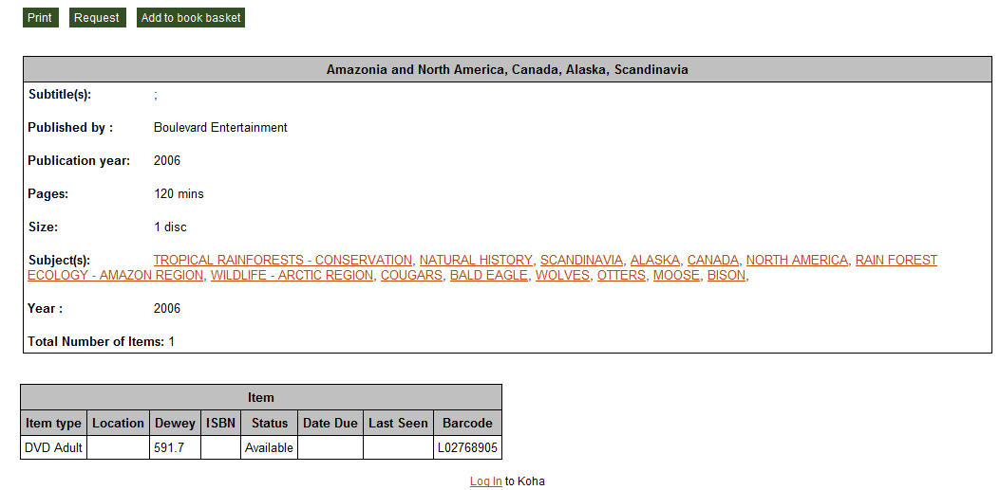 Print Request Add to book basket
Amazonia and North America, Canada, Alaska, Scandinavia
Subtitle(s): ;
Published by : Boulevard Entertainment
Publication year: 2006
Pages: 120 mins
Size: 1 disc
Subject(s): TROPICAL RAINFORESTS - CONSERVATION, NATURAL HISTORY, SCANDINAVIA, ALASKA, CANADA, NORTH AMERICA, RAIN FOREST
ECOLOGY - AMAZON REGION, WILDLIFE - ARCTIC REGION, COUGARS, BALD EAGLE, WOLVES, OTTERS, MOOSE, BISON,
Year : 2006
Total Number of Items: 1
Item
Item type Location Dewey ISBN Status Date Due Last Seen Barcode
DVD Adult 591.7 Available L02768905
Log In to Koha